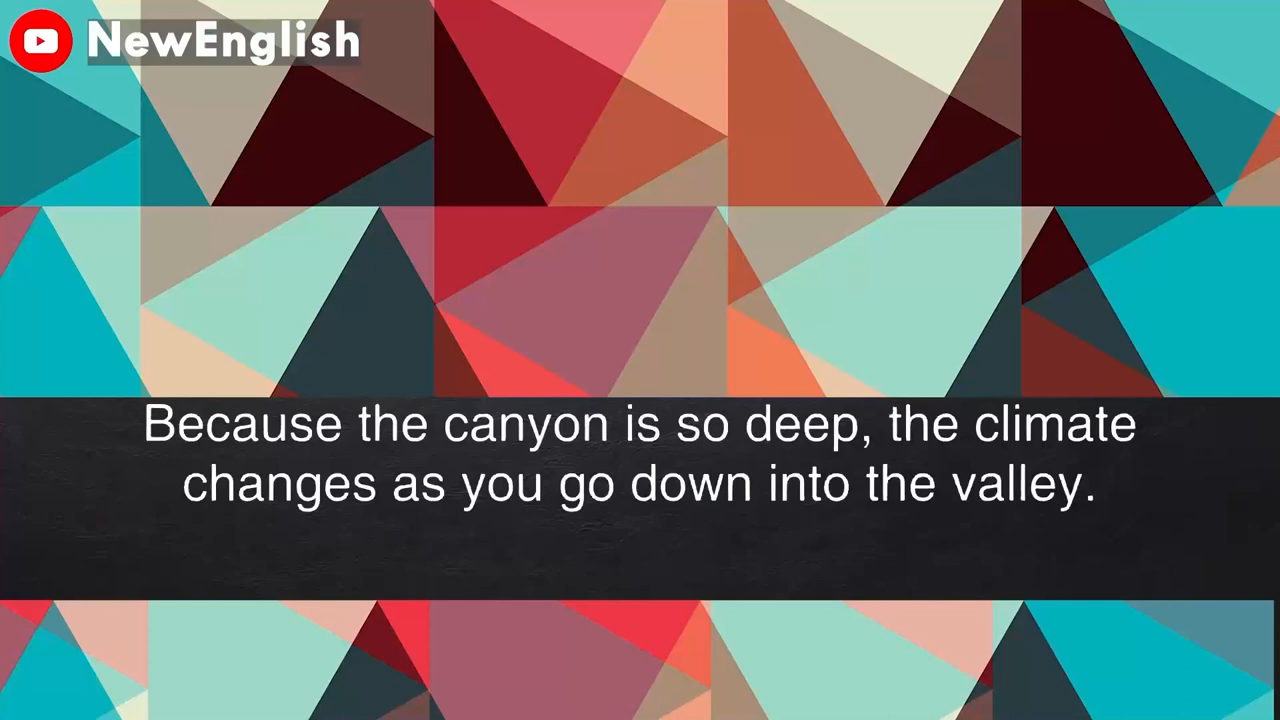 NewEnglish
Because the canyon is so deep, the climate
changes as you go down into the valley.